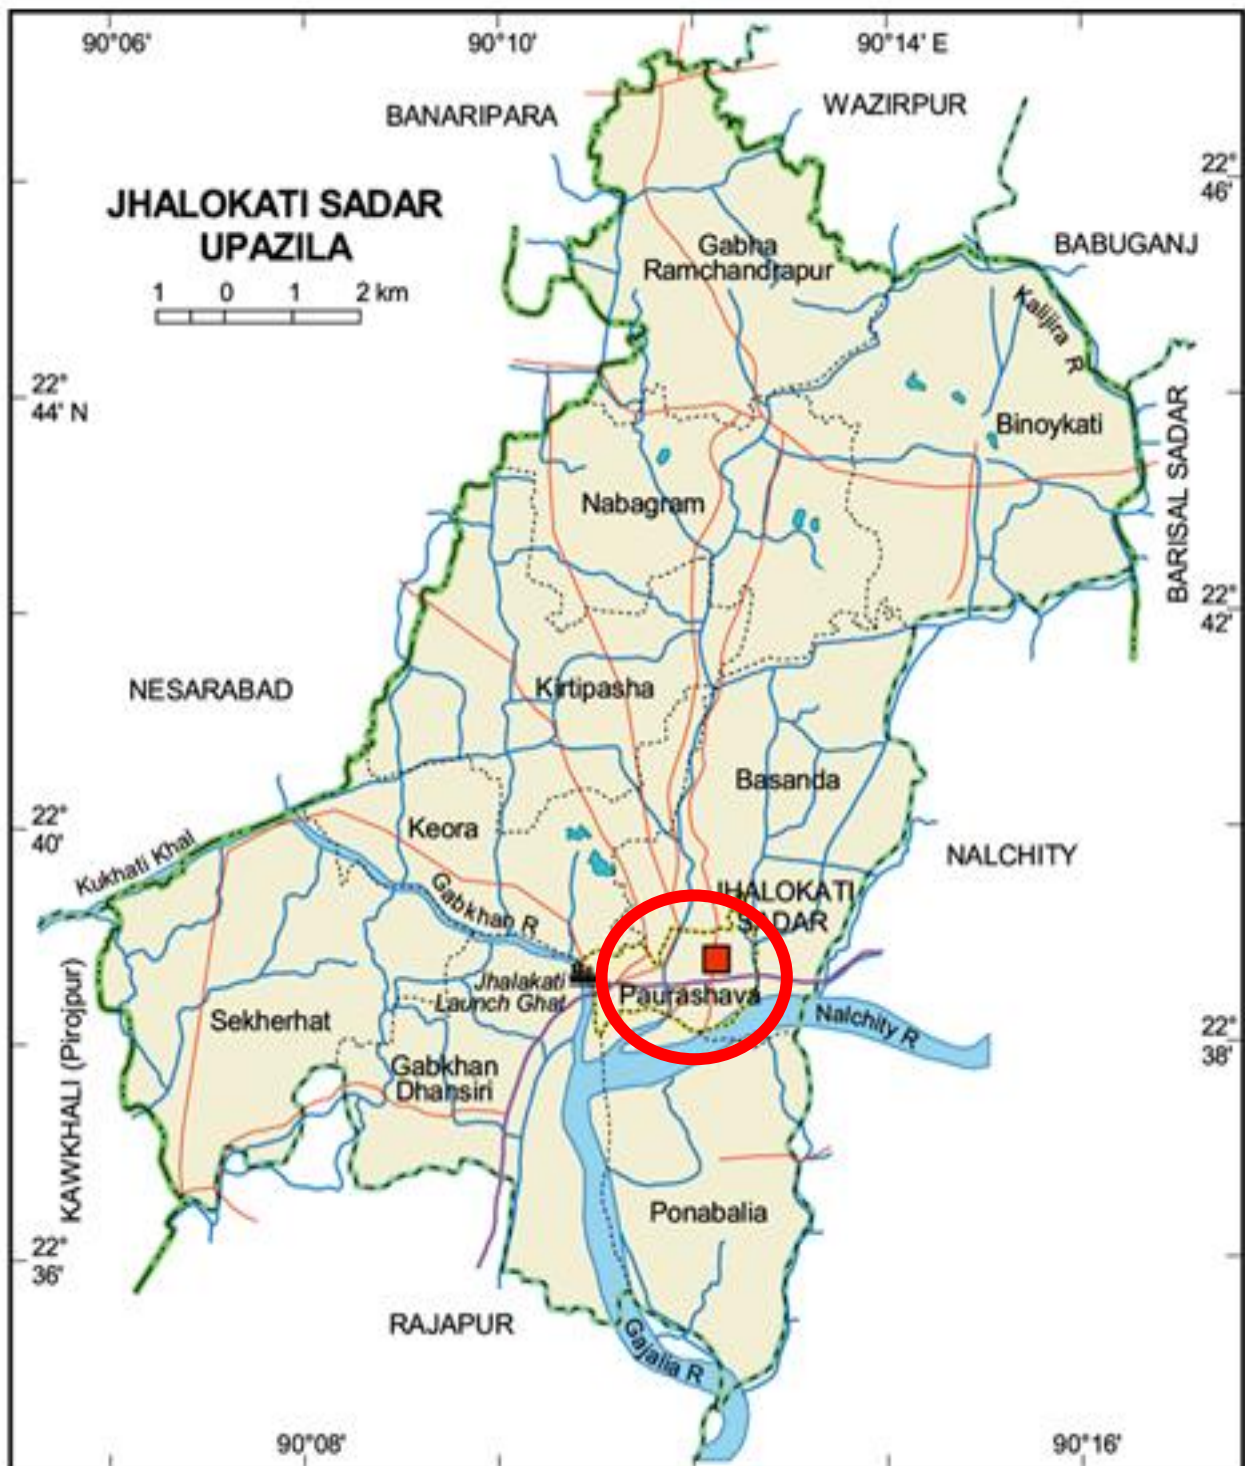 90°06'
90°10'
90°14' E
BANARIPARA
WAZIRPUR
22°
46'
JHALOKATI SADAR
UPAZILA
1 0 1 2 km
Gabha
Ramchandrapur
BABUGANJ
Kalijira R
22°
44' N
Binoykati
BARISAL SADAR
Nabagram
22°
42'
NESARABAD
Kirtipasha
Basanda
22°
40'
Keora
Kukhati Khal
NALCHITY
Gabkhan R
JHALOKATI
SADAR
Jhalakati
Launch Ghat
Paurashava
Nalchity R
Sekherhat
22°
38'
Gabkhan
Dhansiri
KAWKHALI (Pirojpur)
Ponabalia
22°
36'
RAJAPUR
Gajalia R
90°08'
90°16'